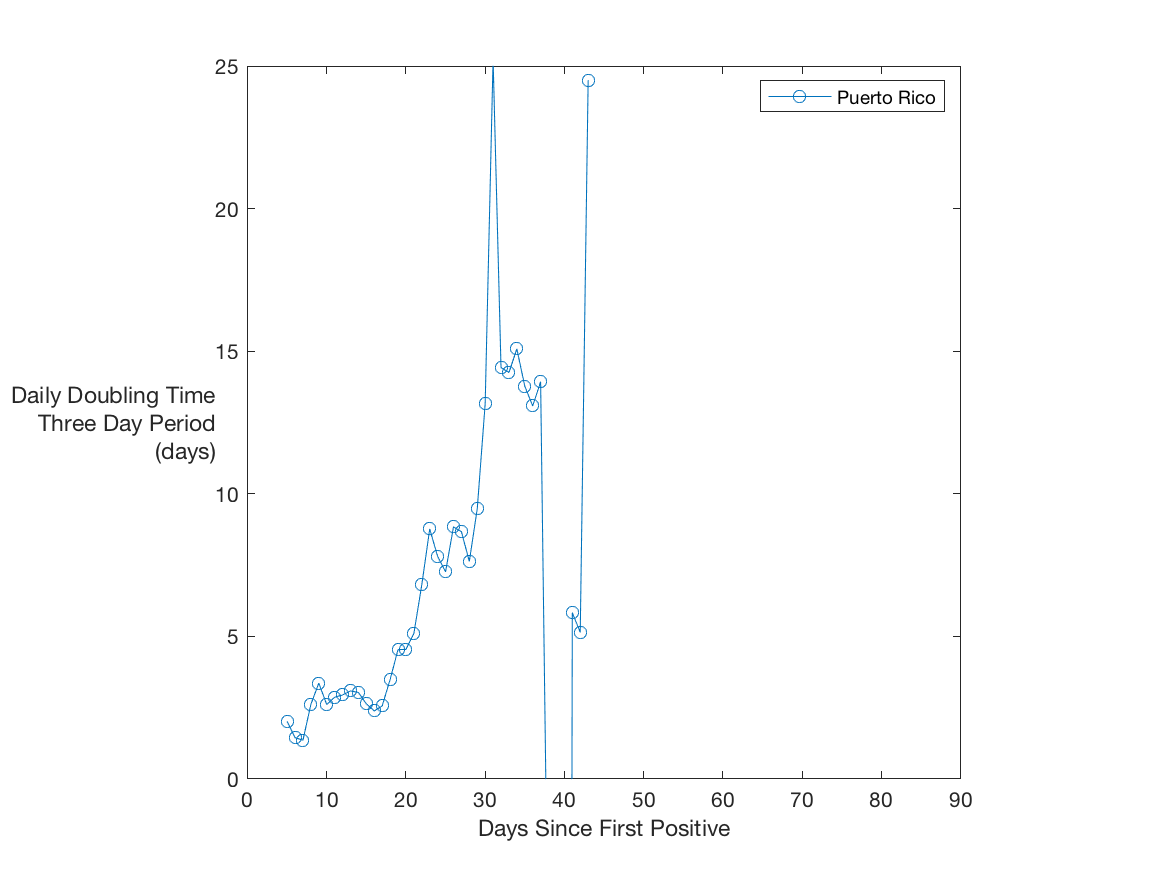 25
Puerto Rico
20
15
Daily Doubling Time
Three Day Period
(days)
10
5
0
0 10 20 30 40 50 60 70 80 90
Days Since First Positive